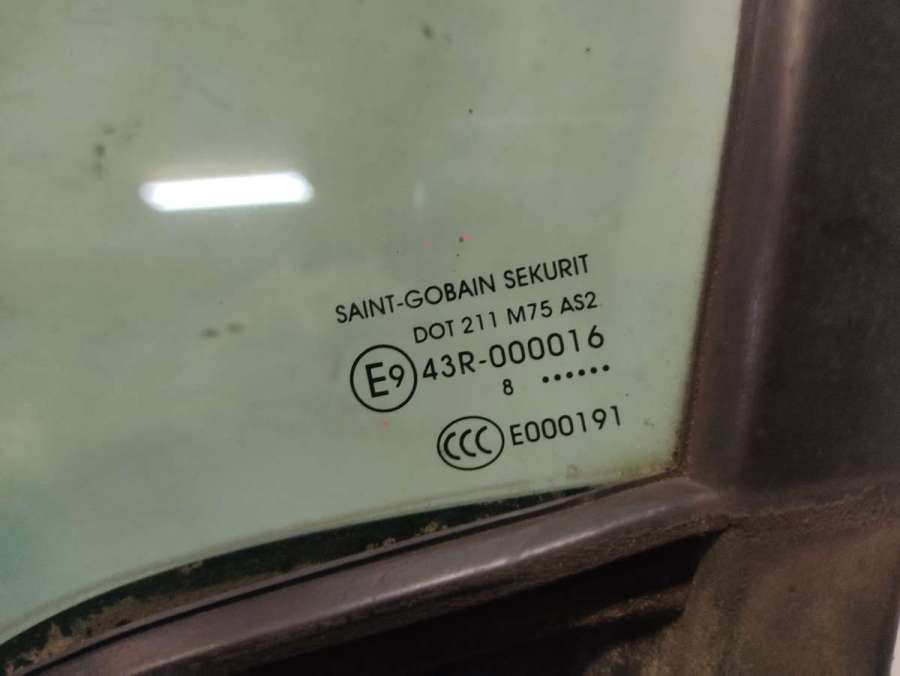 SAINT-GOBAIN SEKURIT
DOT 211 M75 AS2
E9 43R-000016
8 ••••••
CCC E000191